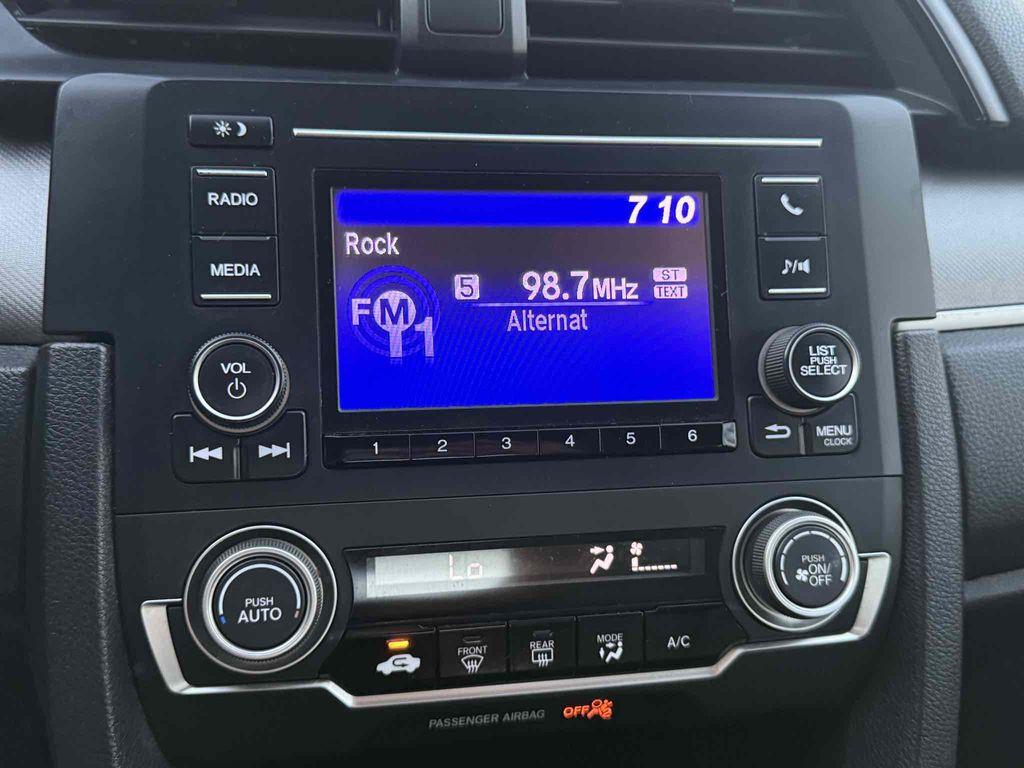 RADIO
7 10
Rock
MEDIA
5 98.7MHz ST
TEXT
FM1
Alternat
VOL
LIST
PUSH
SELECT
1 2 3 4 5 6
MENU
CLOCK
Lo
PUSH
AUTO
PUSH
ON/
OFF
FRONT
REAR
MODE
A/C
PASSENGER AIRBAG OFF